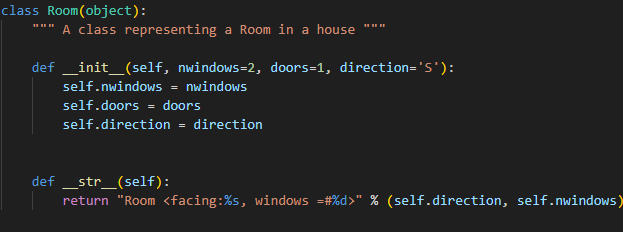 class Room(object):
    """ A class representing a Room in a house """
    def __init__(self, nwindows=2, doors=1, direction='S'):
        self.nwindows = nwindows
        self.doors = doors
        self.direction = direction
    def __str__(self):
        return "Room <facing:%s, windows =#%d>" % (self.direction, self.nwindows)